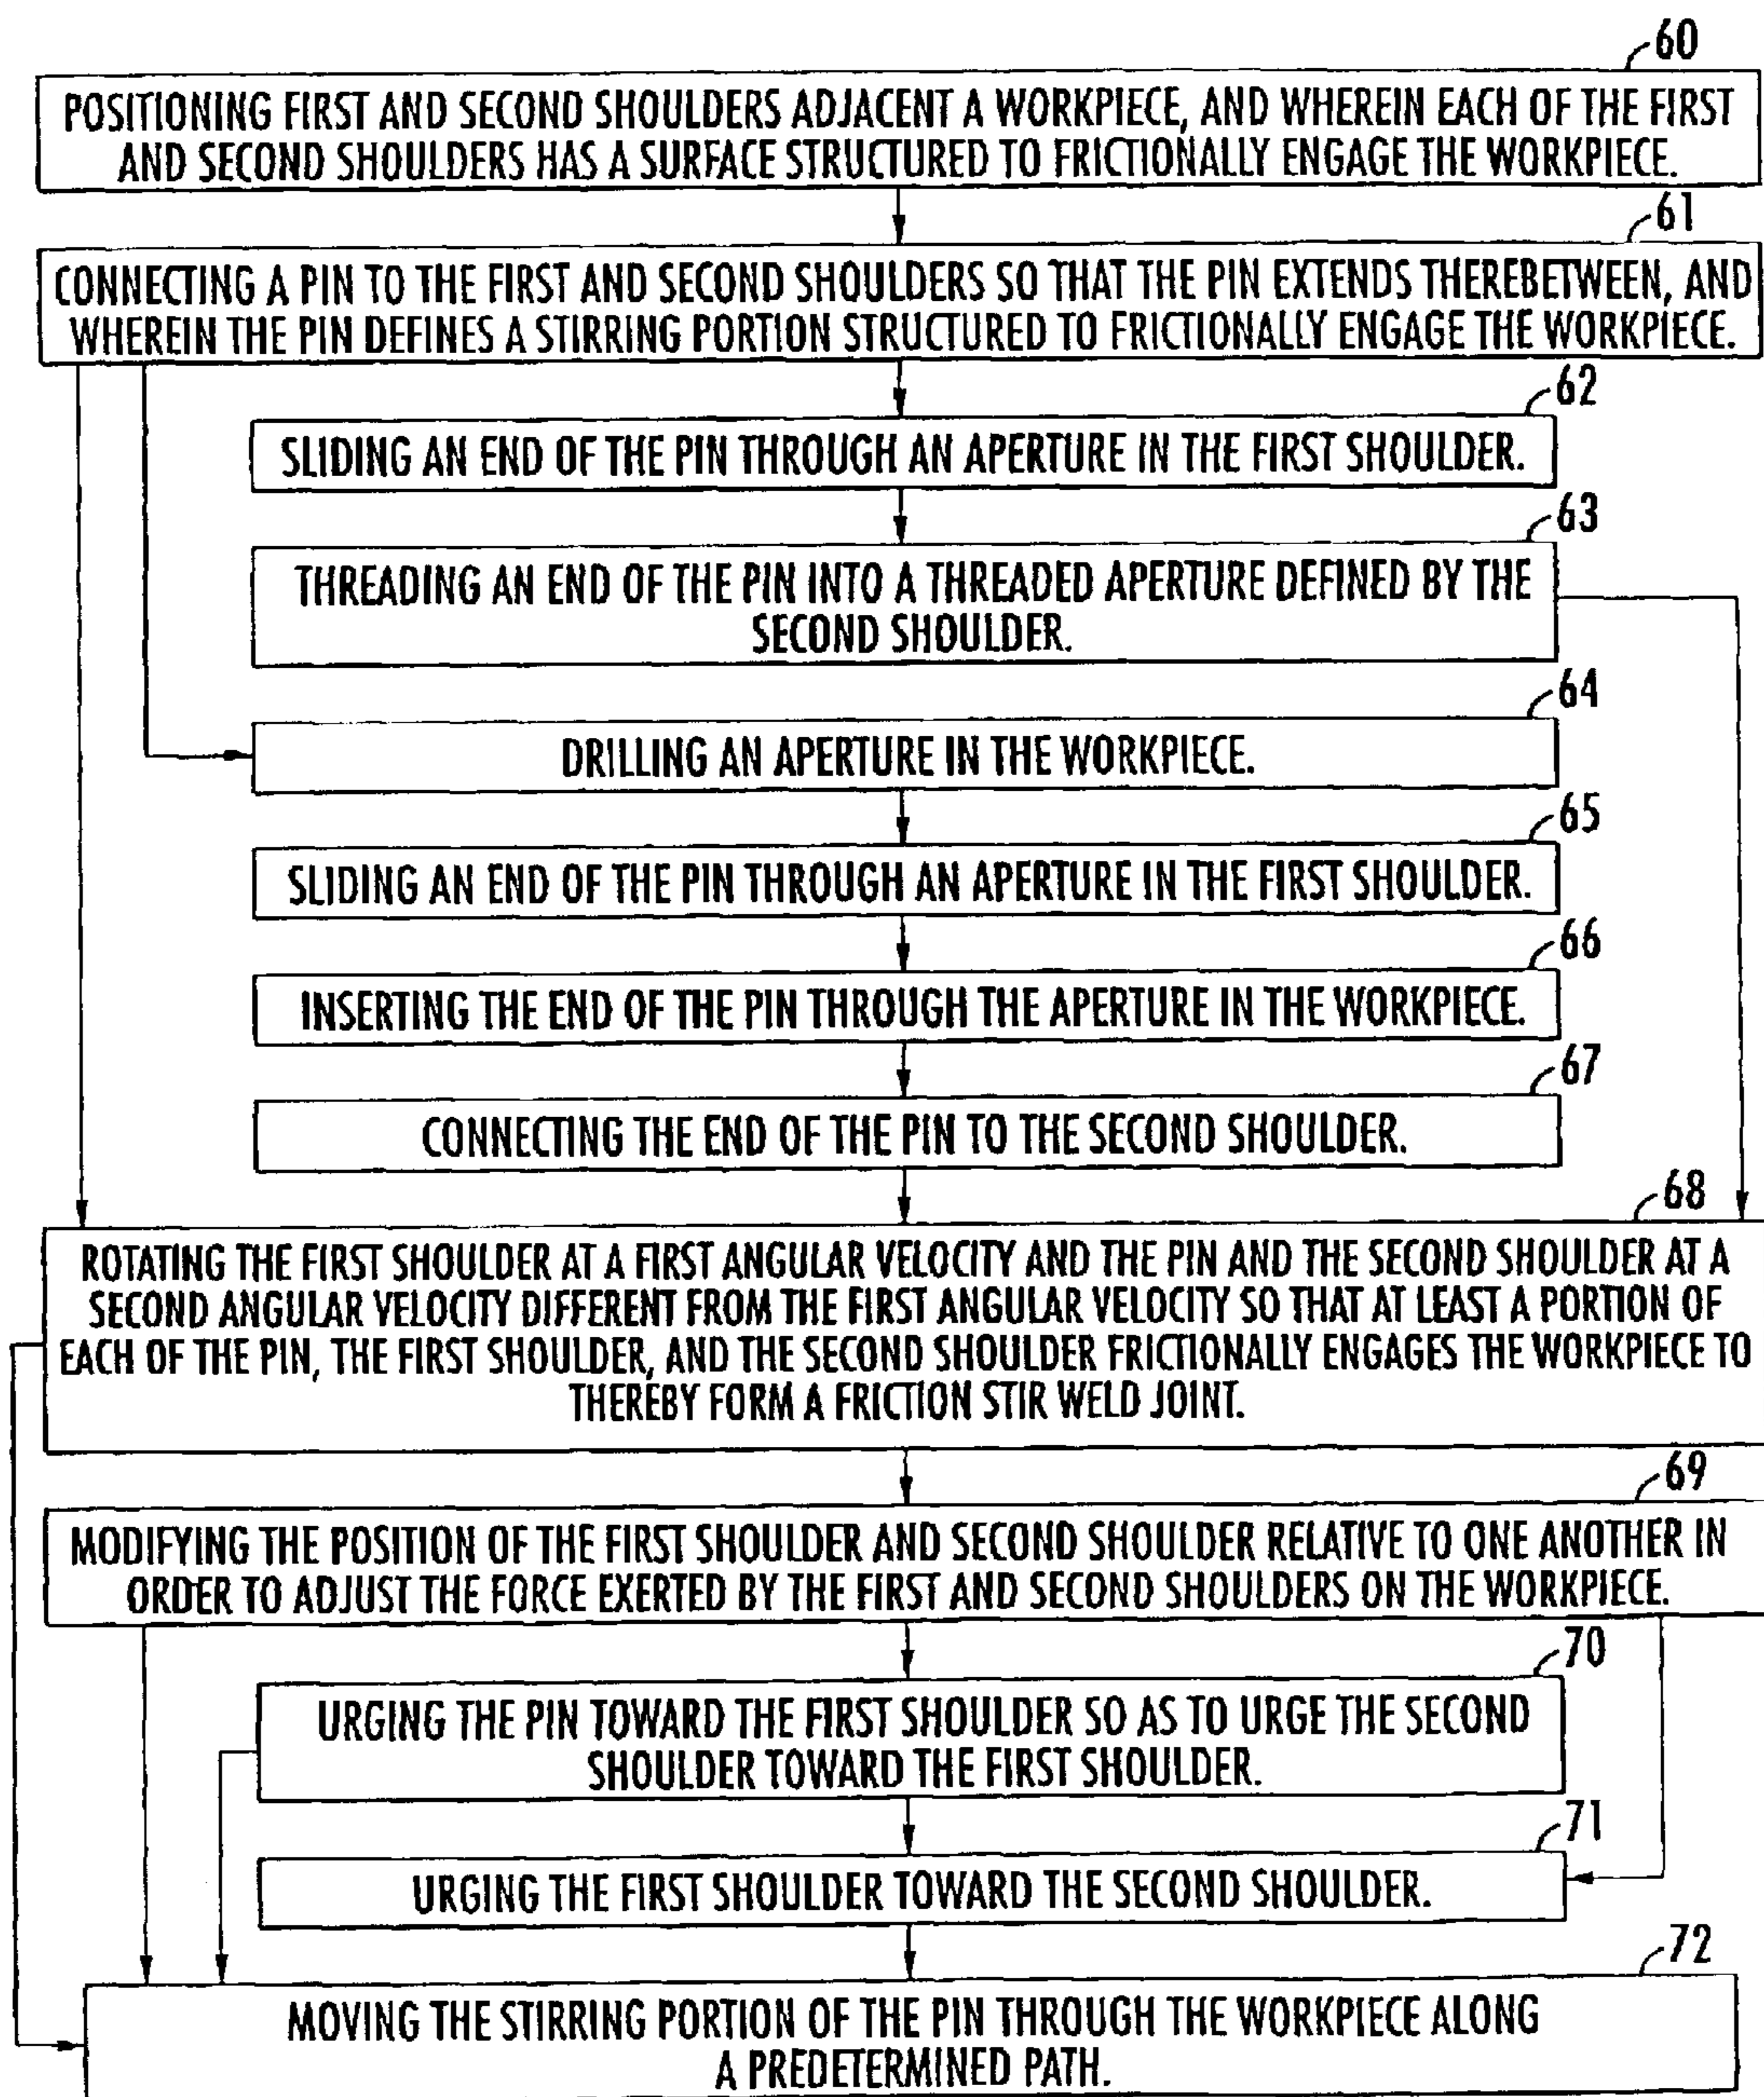 60
POSITIONING FIRST AND SECOND SHOULDERS ADJACENT A WORKPIECE, AND WHEREIN EACH OF THE FIRST
AND SECOND SHOULDERS HAS A SURFACE STRUCTURED TO FRICTIONALLY ENGAGE THE WORKPIECE.
61
CONNECTING A PIN TO THE FIRST AND SECOND SHOULDERS SO THAT THE PIN EXTENDS THEREBETWEEN, AND
WHEREIN THE PIN DEFINES A STIRRING PORTION STRUCTURED TO FRICTIONALLY ENGAGE THE WORKPIECE.
62
SLIDING AN END OF THE PIN THROUGH AN APERTURE IN THE FIRST SHOULDER.
63
THREADING AN END OF THE PIN INTO A THREADED APERTURE DEFINED BY THE
SECOND SHOULDER.
64
DRILLING AN APERTURE IN THE WORKPIECE.
65
SLIDING AN END OF THE PIN THROUGH AN APERTURE IN THE FIRST SHOULDER.
66
INSERTING THE END OF THE PIN THROUGH THE APERTURE IN THE WORKPIECE.
67
CONNECTING THE END OF THE PIN TO THE SECOND SHOULDER.
68
ROTATING THE FIRST SHOULDER AT A FIRST ANGULAR VELOCITY AND THE PIN AND THE SECOND SHOULDER AT A
SECOND ANGULAR VELOCITY DIFFERENT FROM THE FIRST ANGULAR VELOCITY SO THAT AT LEAST A PORTION OF
EACH OF THE PIN, THE FIRST SHOULDER, AND THE SECOND SHOULDER FRICTIONALLY ENGAGES THE WORKPIECE TO
THEREBY FORM A FRICTION STIR WELD JOINT.
69
MODIFYING THE POSITION OF THE FIRST SHOULDER AND SECOND SHOULDER RELATIVE TO ONE ANOTHER IN
ORDER TO ADJUST THE FORCE EXERTED BY THE FIRST AND SECOND SHOULDERS ON THE WORKPIECE.
70
URGING THE PIN TOWARD THE FIRST SHOULDER SO AS TO URGE THE SECOND
SHOULDER TOWARD THE FIRST SHOULDER.
71
URGING THE FIRST SHOULDER TOWARD THE SECOND SHOULDER.
72
MOVING THE STIRRING PORTION OF THE PIN THROUGH THE WORKPIECE ALONG
A PREDETERMINED PATH.